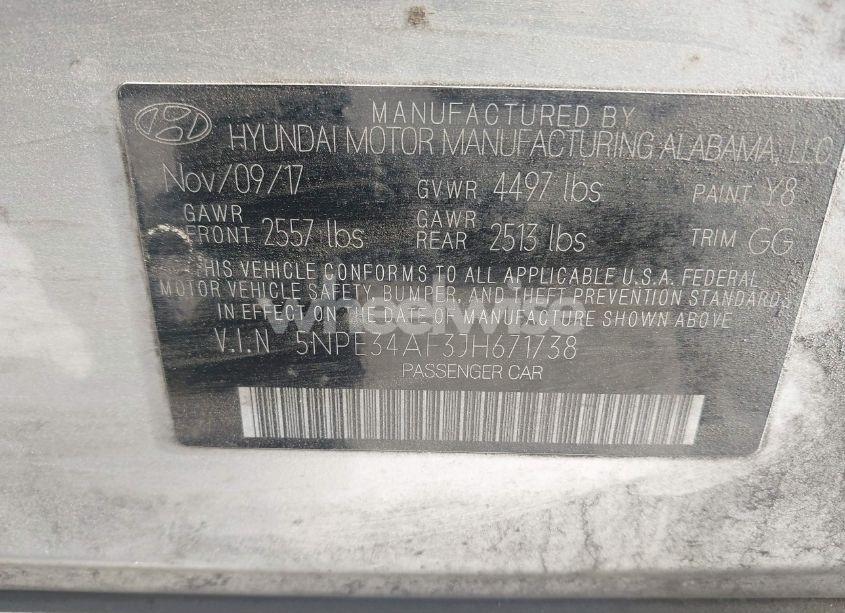 MANUFACTURED BY
HYUNDAI MOTOR MANUFACTURING ALABAMA, LLC
Nov/09/17 GVWR 4497 lbs PAINT Y8
GAWR FRONT 2557 lbs GAWR REAR 2513 lbs TRIM GG
THIS VEHICLE CONFORMS TO ALL APPLICABLE U.S.A. FEDERAL
MOTOR VEHICLE SAFETY, BUMPER, AND THEFT PREVENTION STANDARDS
IN EFFECT ON THE DATE OF MANUFACTURE SHOWN ABOVE
wheelwise
V.I.N 5NPE34AF3JH671738
PASSENGER CAR